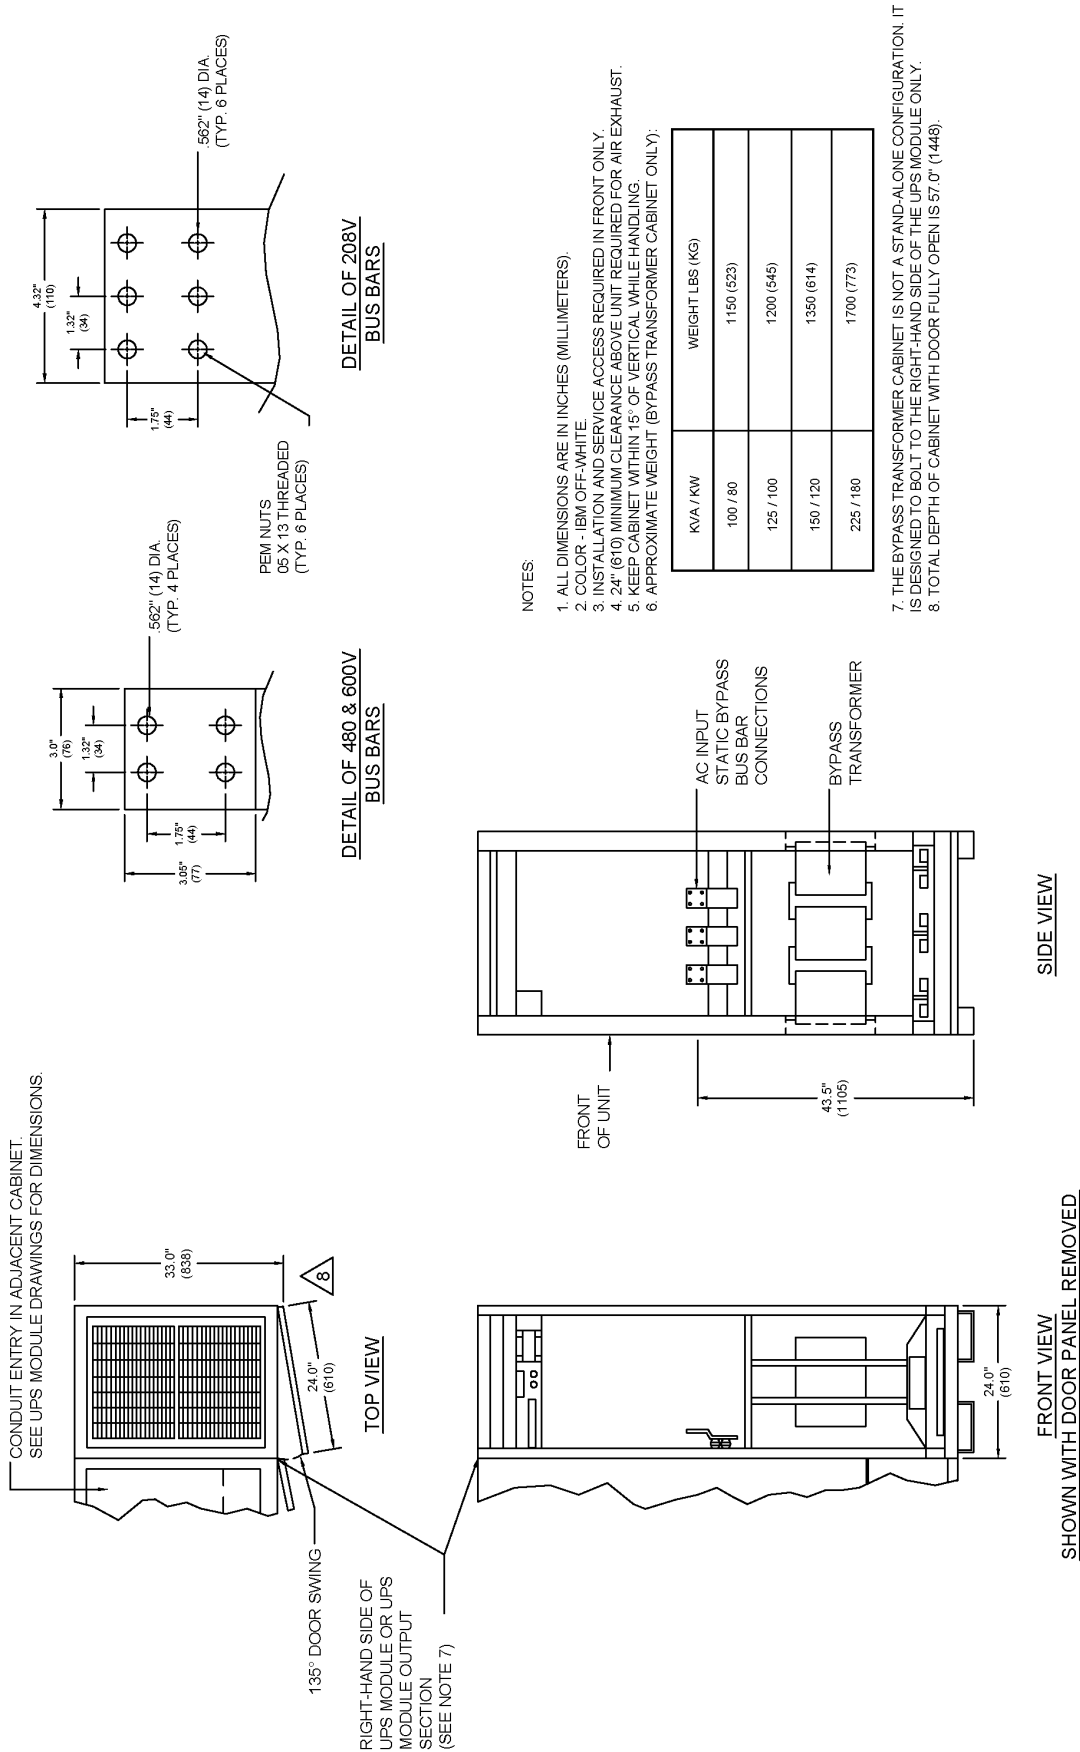 CONDUIT ENTRY IN ADJACENT CABINET.
SEE UPS MODULE DRAWINGS FOR DIMENSIONS.
33.0"
(838)
8
24.0"
(610)
135° DOOR SWING
TOP VIEW
RIGHT-HAND SIDE OF
UPS MODULE OR UPS
MODULE OUTPUT
SECTION
(SEE NOTE 7)
24.0"
(610)
FRONT VIEW
SHOWN WITH DOOR PANEL REMOVED
FRONT
OF UNIT
43.5"
(1105)
AC INPUT
STATIC BYPASS
BUS BAR
CONNECTIONS
BYPASS
TRANSFORMER
SIDE VIEW
3.0"
(76)
1.32"
(34)
.562" (14) DIA.
(TYP. 4 PLACES)
1.75"
(44)
3.05"
(77)
DETAIL OF 480 & 600V
BUS BARS
4.32"
(110)
1.32"
(34)
.562" (14) DIA.
(TYP. 6 PLACES)
1.75"
(44)
PEM NUTS
05 X 13 THREADED
(TYP. 6 PLACES)
DETAIL OF 208V
BUS BARS
NOTES:
1. ALL DIMENSIONS ARE IN INCHES (MILLIMETERS).
2. COLOR - IBM OFF-WHITE.
3. INSTALLATION AND SERVICE ACCESS REQUIRED IN FRONT ONLY.
4. 24" (610) MINIMUM CLEARANCE ABOVE UNIT REQUIRED FOR AIR EXHAUST.
5. KEEP CABINET WITHIN 15° OF VERTICAL WHILE HANDLING.
6. APPROXIMATE WEIGHT (BYPASS TRANSFORMER CABINET ONLY):
KVA / KW WEIGHT LBS (KG)
100 / 80 1150 (523)
125 / 100 1200 (545)
150 / 120 1350 (614)
225 / 180 1700 (773)
7. THE BYPASS TRANSFORMER CABINET IS NOT A STAND-ALONE CONFIGURATION. IT
IS DESIGNED TO BOLT TO THE RIGHT-HAND SIDE OF THE UPS MODULE ONLY.
8. TOTAL DEPTH OF CABINET WITH DOOR FULLY OPEN IS 57.0" (1448).